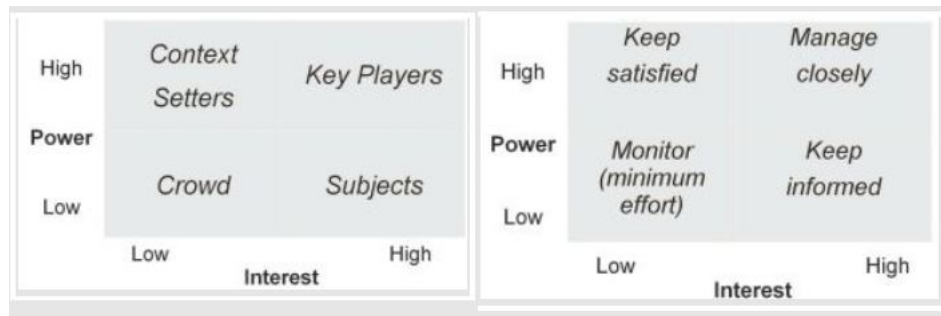 High
Context
Setters
Key Players
Power
Low
Crowd
Subjects
Low
High
Interest
High
Keep
satisfied
Manage
closely
Power
Low
Monitor
(minimum
effort)
Keep
informed
Low
High
Interest